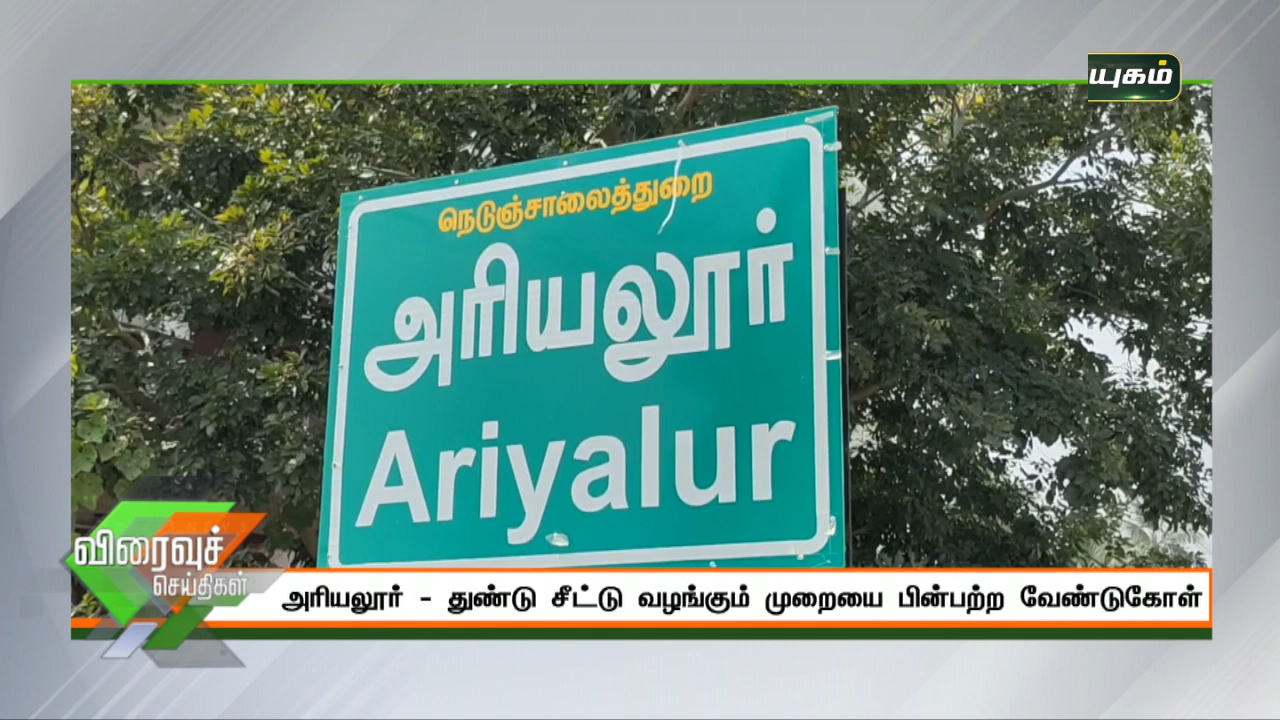 யுகம்
நெடுஞ்சாலைத்துறை
அரியலூர்
Ariyalur
விரைவுச்
செய்திகள்
அரியலூர் - துண்டு சீட்டு வழங்கும் முறையை பின்பற்ற வேண்டுகோள்